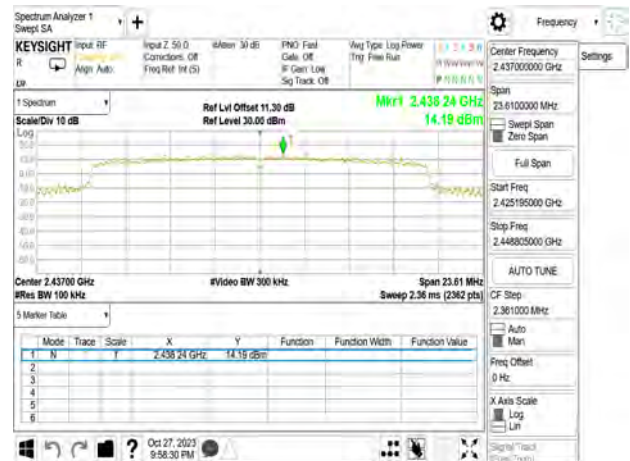 Spectrum Analyzer 1
Swept SA
Frequency
KEYSIGHT
R
Input: RF
Align: Auto
Input Z: 50 Ω
Corrections: Off
Freq Ref: Int (S)
#Atten: 30 dB
PNO: Fast
Gate: Off
IF Gain: Low
Sig Track: Off
Avg Type: Log-Power
Trig: Free Run
1 Spectrum
Scale/Div 10 dB
Ref Lvl Offset 11.30 dB
Ref Level 30.00 dBm
Mkr1 2.438 24 GHz
14.19 dBm
Log
Center 2.43700 GHz
#Res BW 100 kHz
#Video BW 300 kHz
Span 23.61 MHz
Sweep 2.36 ms (2362 pts)
5 Marker Table
Mode Trace Scale X Y Function Function Width Function Value
1 N f 2.438 24 GHz 14.19 dBm
2
3
4
5
6
Oct 27, 2023
9:58:30 PM
Center Frequency
2.437000000 GHz
Settings
Span
23.6100000 MHz
Swept Span
Zero Span
Full Span
Start Freq
2.425195000 GHz
Stop Freq
2.448805000 GHz
AUTO TUNE
CF Step
2.361000 MHz
Auto
Man
Freq Offset
0 Hz
X Axis Scale
Log
Lin
Signal Track